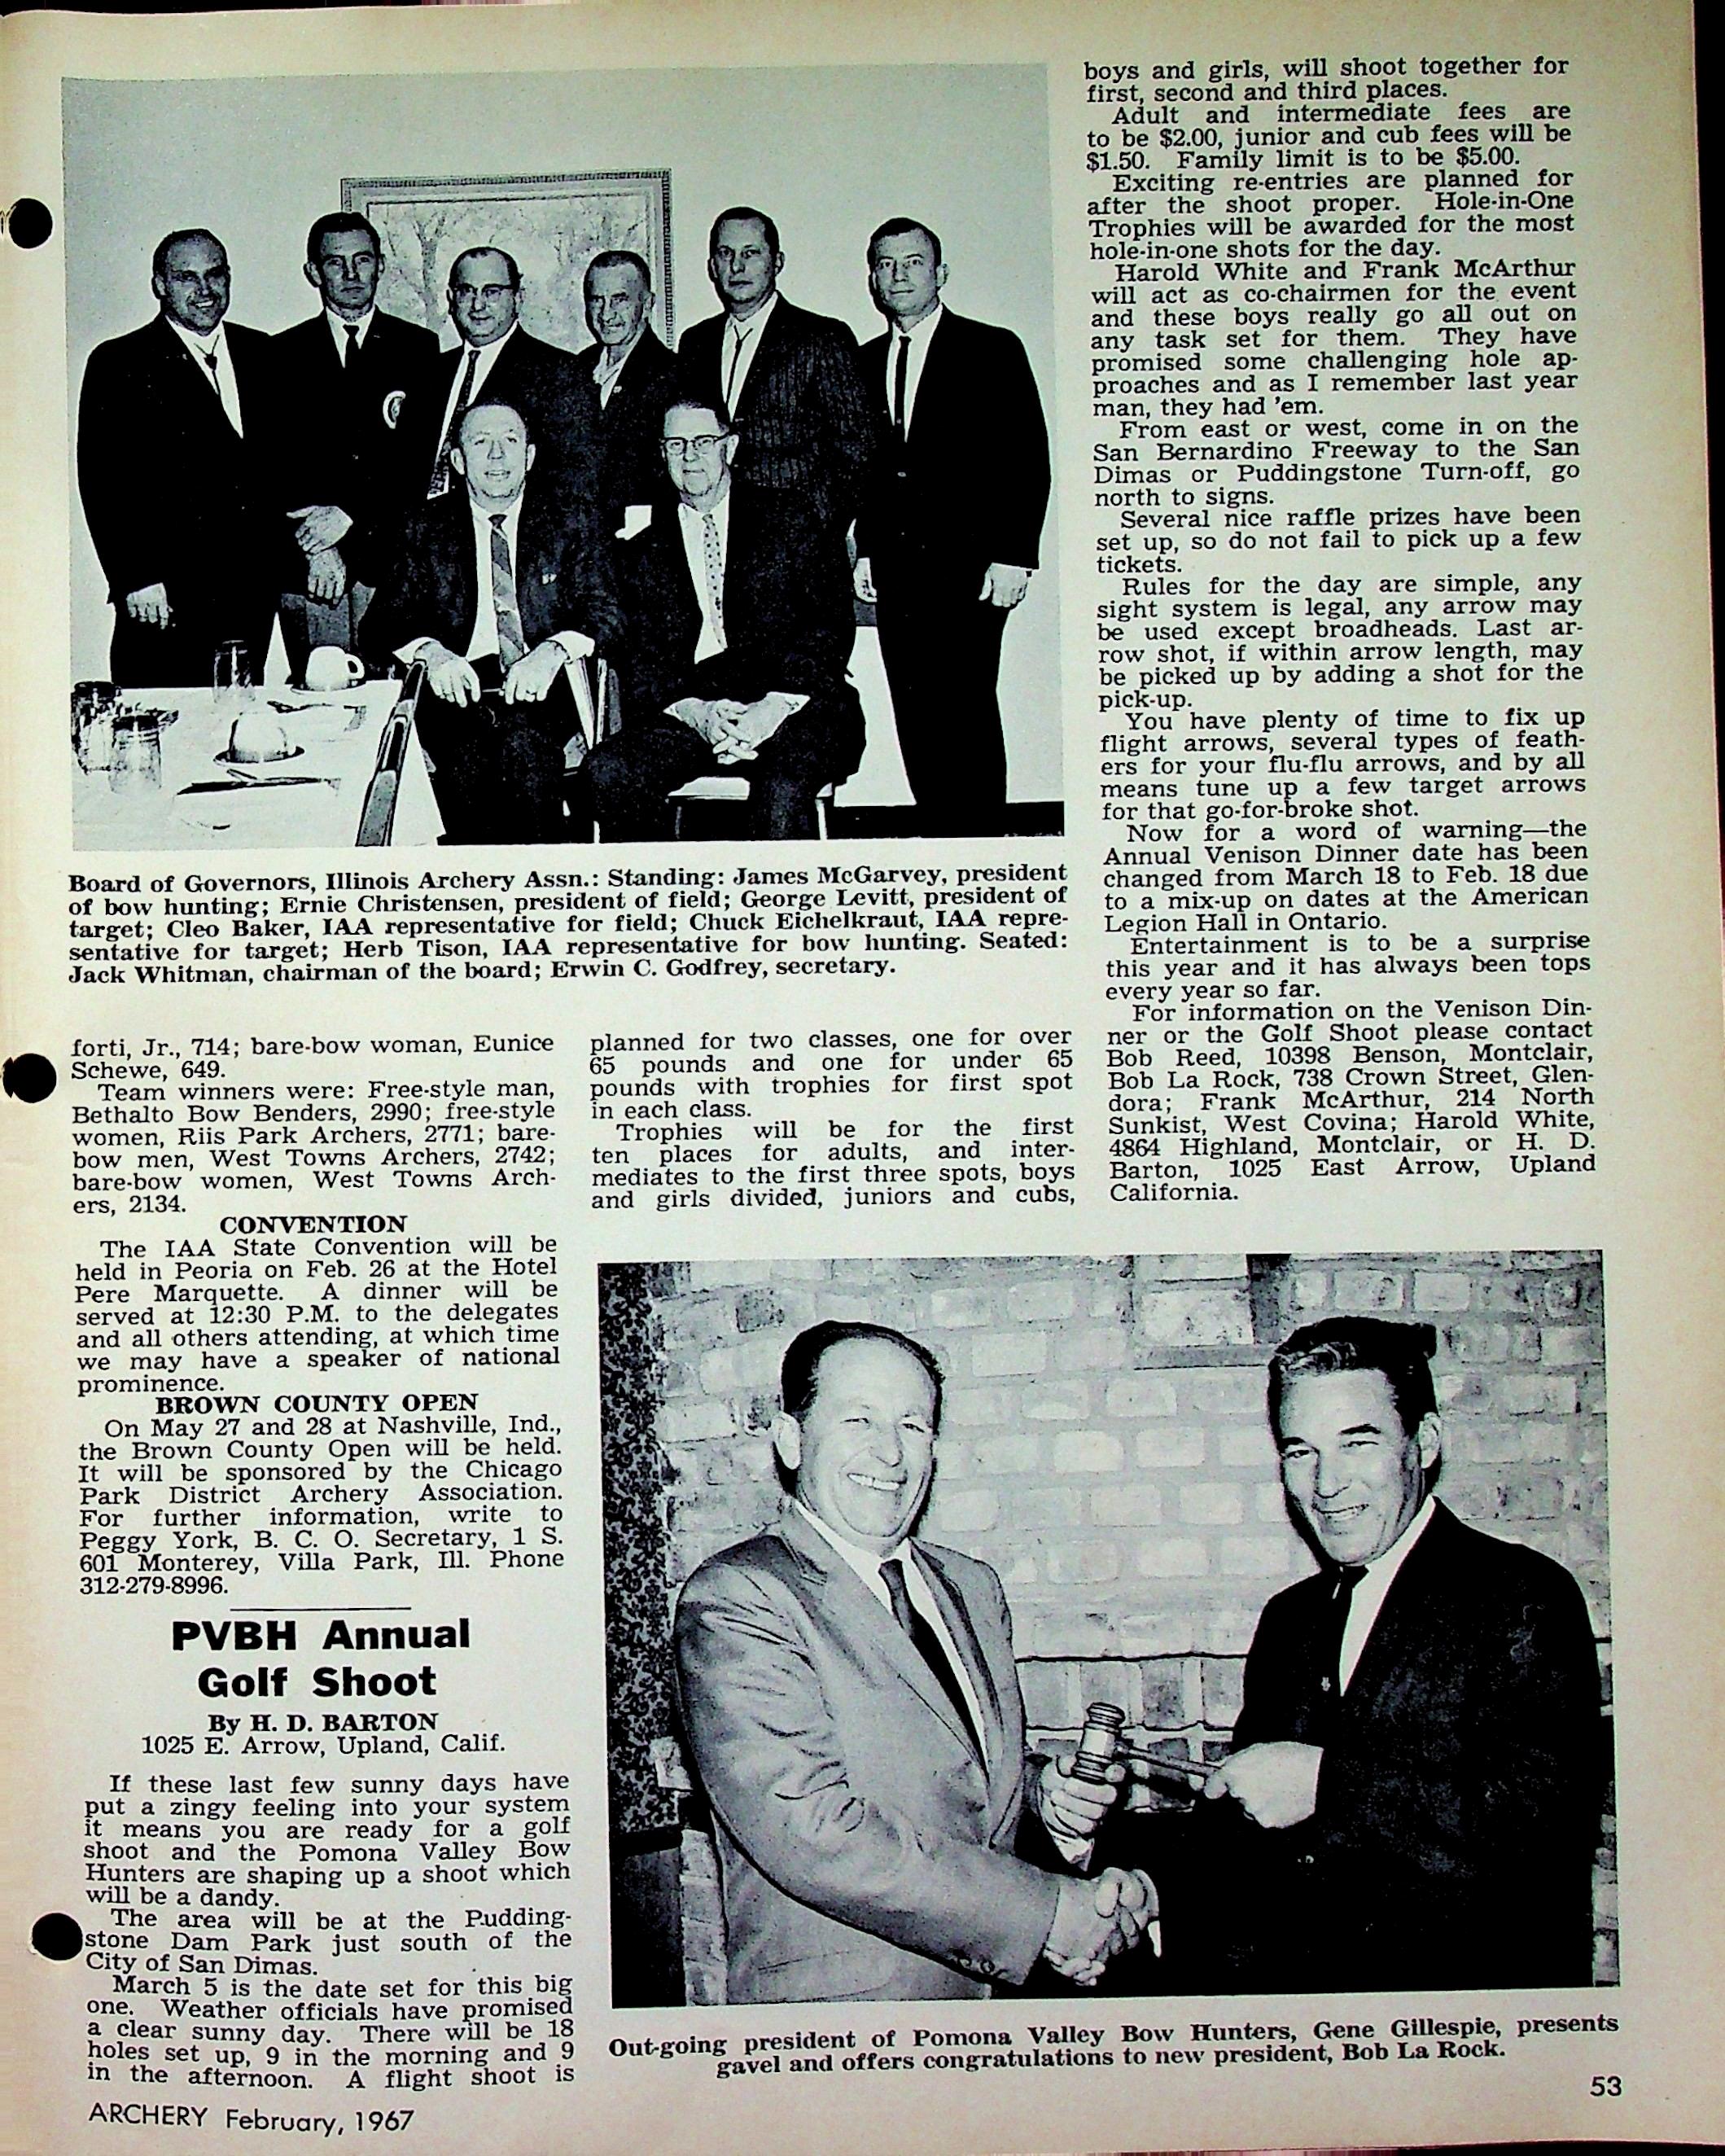 Board of Governors, Illinois Archery Assn.: Standing: James McGarvey, president
of bow hunting; Ernie Christensen, president of field; George Levitt, president of
target; Cleo Baker, IAA representative for field; Chuck Eichelkraut, IAA repre-
sentative for target; Herb Tison, IAA representative for bow hunting. Seated:
Jack Whitman, chairman of the board; Erwin C. Godfrey, secretary.
forti, Jr., 714; bare-bow woman, Eunice
Schewe, 649.
Team winners were: Free-style man,
Bethalto Bow Benders, 2990; free-style
women, Riis Park Archers, 2771; bare-
bow men, West Towns Archers, 2742;
bare-bow women, West Towns Arch-
ers, 2134.
CONVENTION
The IAA State Convention will be
held in Peoria on Feb. 26 at the Hotel
Pere Marquette. A dinner will be
served at 12:30 P.M. to the delegates
and all others attending, at which time
we may have a speaker of national
prominence.
BROWN COUNTY OPEN
On May 27 and 28 at Nashville, Ind.,
the Brown County Open will be held.
It will be sponsored by the Chicago
Park District Archery Association.
For further information, write to
Peggy York, B. C. O. Secretary, 1 S.
601 Monterey, Villa Park, Ill. Phone
312-279-8996.
PVBH Annual
Golf Shoot
By H. D. BARTON
1025 E. Arrow, Upland, Calif.
If these last few sunny days have
put a zingy feeling into your system
it means you are ready for a golf
shoot and the Pomona Valley Bow
Hunters are shaping up a shoot which
will be a dandy.
The area will be at the Pudding-
stone Dam Park just south of the
City of San Dimas.
March 5 is the date set for this big
one. Weather officials have promised
a clear sunny day. There will be 18
holes set up, 9 in the morning and 9
in the afternoon. A flight shoot is
planned for two classes, one for over
65 pounds and one for under 65
pounds with trophies for first spot
in each class.
Trophies will be for the first
ten places for adults, and inter-
mediates to the first three spots, boys
and girls divided, juniors and cubs,
boys and girls, will shoot together for
first, second and third places.
Adult and intermediate fees are
to be $2.00, junior and cub fees will be
$1.50. Family limit is to be $5.00.
Exciting re-entries are planned for
after the shoot proper. Hole-in-One
Trophies will be awarded for the most
hole-in-one shots for the day.
Harold White and Frank McArthur
will act as co-chairmen for the event
and these boys really go all out on
any task set for them. They have
promised some challenging hole ap-
proaches and as I remember last year
man, they had 'em.
From east or west, come in on the
San Bernardino Freeway to the San
Dimas or Puddingstone Turn-off, go
north to signs.
Several nice raffle prizes have been
set up, so do not fail to pick up a few
tickets.
Rules for the day are simple, any
sight system is legal, any arrow may
be used except broadheads. Last ar-
row shot, if within arrow length, may
be picked up by adding a shot for the
pick-up.
You have plenty of time to fix up
flight arrows, several types of feath-
ers for your flu-flu arrows, and by all
means tune up a few target arrows
for that go-for-broke shot.
Now for a word of warning—the
Annual Venison Dinner date has been
changed from March 18 to Feb. 18 due
to a mix-up on dates at the American
Legion Hall in Ontario.
Entertainment is to be a surprise
this year and it has always been tops
every year so far.
For information on the Venison Din-
ner or the Golf Shoot please contact
Bob Reed, 10398 Benson, Montclair,
Bob La Rock, 738 Crown Street, Glen-
dora; Frank McArthur, 214 North
Sunkist, West Covina; Harold White,
4864 Highland, Montclair, or H. D.
Barton, 1025 East Arrow, Upland
California.
Out-going president of Pomona Valley Bow Hunters, Gene Gillespie, presents
gavel and offers congratulations to new president, Bob La Rock.
ARCHERY February, 1967
53